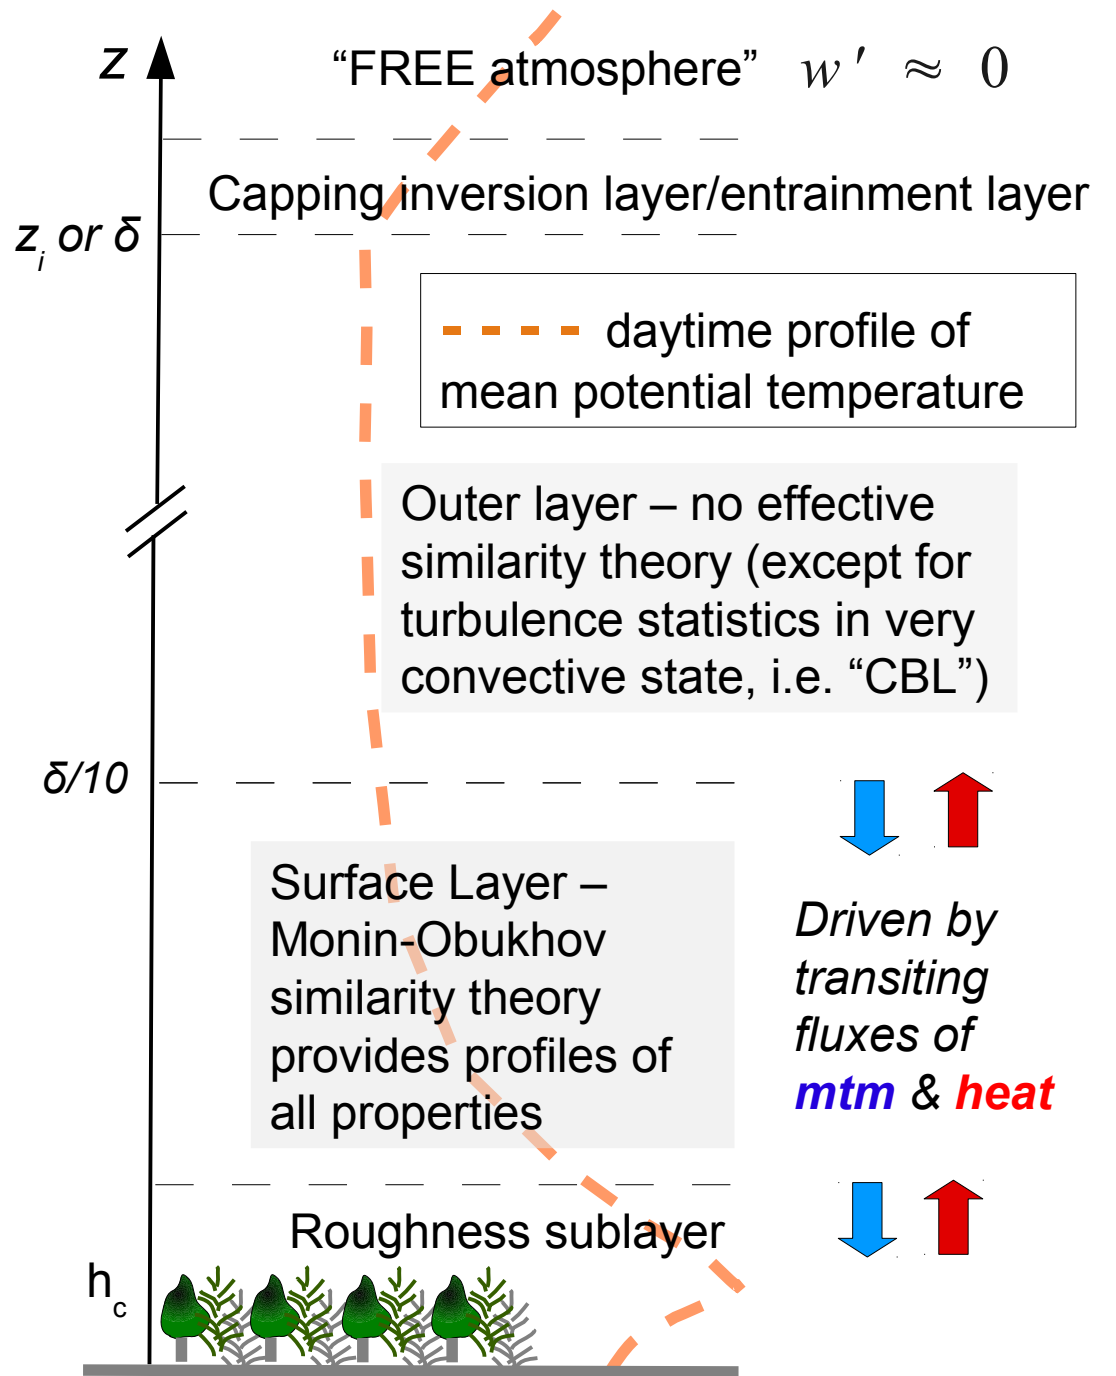 z
“FREE atmosphere” w ′ ≈ 0
Capping inversion layer/entrainment layer
zi or δ
daytime profile of
mean potential temperature
Outer layer – no effective
similarity theory (except for
turbulence statistics in very
convective state, i.e. “CBL”)
δ/10
Surface Layer –
Monin-Obukhov
similarity theory
provides profiles of
all properties
Driven by
transiting
fluxes of
mtm & heat
Roughness sublayer
hc